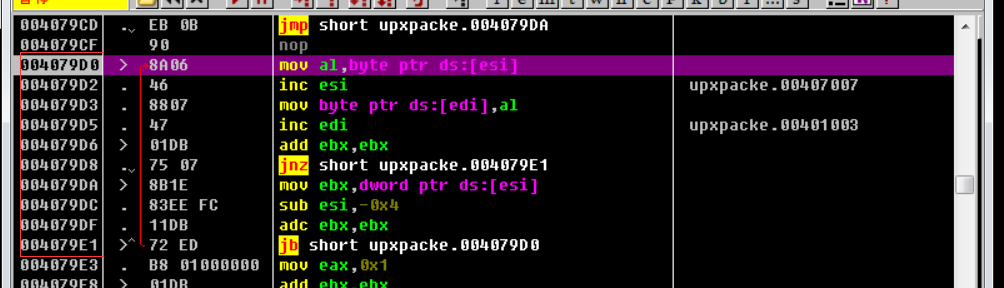 l e m t w h c P k b r ... s
004079CD . EB 0B jmp short upxpacke.004079DA
004079CF 90 nop
004079D0 > 8A06 mov al,byte ptr ds:[esi]
004079D2 . 46 inc esi upxpacke.00407007
004079D3 . 8807 mov byte ptr ds:[edi],al
004079D5 . 47 inc edi upxpacke.00401003
004079D6 > 01DB add ebx,ebx
004079D8 . 75 07 jnz short upxpacke.004079E1
004079DA > 8B1E mov ebx,dword ptr ds:[esi]
004079DC . 83EE FC sub esi,-0x4
004079DF . 11DB adc ebx,ebx
004079E1 >^ 72 ED jb short upxpacke.004079D0
004079E3 . B8 01000000 mov eax,0x1
004079E8 > 01DB add ebx,ebx